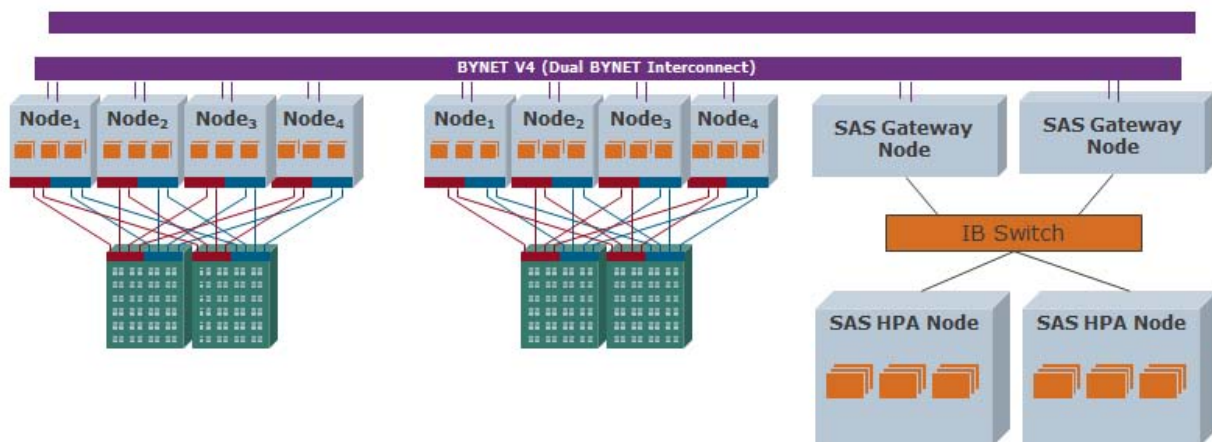 BYNET V4 (Dual BYNET Interconnect)
Node₁ Node₂ Node₃ Node₄
Node₁ Node₂ Node₃ Node₄
SAS Gateway
Node
SAS Gateway
Node
IB Switch
SAS HPA Node
SAS HPA Node